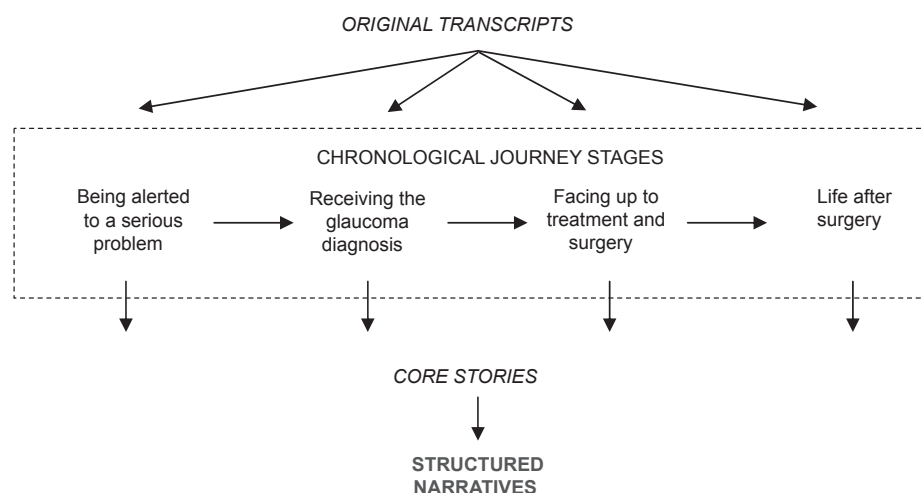 ORIGINAL TRANSCRIPTS
CHRONOLOGICAL JOURNEY STAGES
Being alerted
to a serious
problem
Receiving the
glaucoma
diagnosis
Facing up to
treatment and
surgery
Life after
surgery
CORE STORIES
STRUCTURED
NARRATIVES